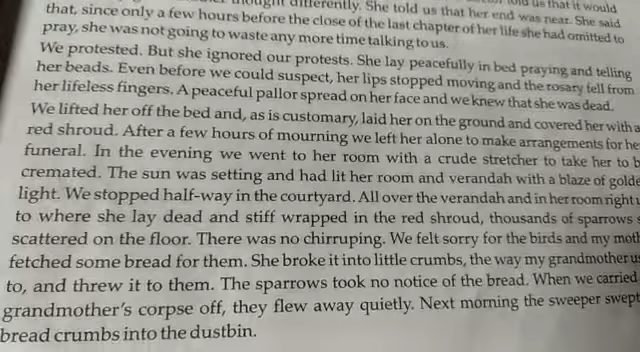 thought differently. She told us that her end was near. She said
that, since only a few hours before the close of the last chapter of her life she had omitted to
pray, she was not going to waste any more time talking to us.
We protested. But she ignored our protests. She lay peacefully in bed praying and telling
her beads. Even before we could suspect, her lips stopped moving and the rosary fell from
her lifeless fingers. A peaceful pallor spread on her face and we knew that she was dead.
We lifted her off the bed and, as is customary, laid her on the ground and covered her with a
red shroud. After a few hours of mourning we left her alone to make arrangements for he
funeral. In the evening we went to her room with a crude stretcher to take her to b
cremated. The sun was setting and had lit her room and verandah with a blaze of golde
light. We stopped half-way in the courtyard. All over the verandah and in her room right u
to where she lay dead and stiff wrapped in the red shroud, thousands of sparrows s
scattered on the floor. There was no chirruping. We felt sorry for the birds and my moth
fetched some bread for them. She broke it into little crumbs, the way my grandmother us
to, and threw it to them. The sparrows took no notice of the bread. When we carried
grandmother's corpse off, they flew away quietly. Next morning the sweeper swept
bread crumbs into the dustbin.